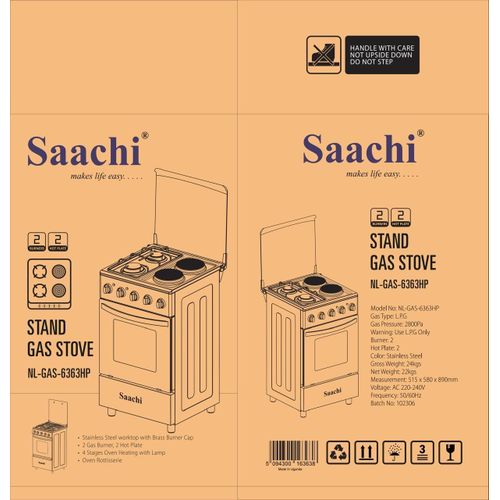 HANDLE WITH CARE
NOT UPSIDE DOWN
DO NOT STEP
Saachi®
makes life easy. . . . .
2 2
BURNERS HOT PLATE
STAND
GAS STOVE
NL-GAS-6363HP
Saachi
• Stainless Steel worktop with Brass Burner Cap
• 2 Gas Burner, 2 Hot Plate
• 4 Stages Oven Heating with Lamp
• Oven Rottisserie
Saachi®
makes life easy. . . . .
2 2
BURNERS HOT PLATE
STAND
GAS STOVE
NL-GAS-6363HP
Model No: NL-GAS-6363HP
Gas Type: L.P.G
Gas Pressure: 2800Pa
Warning: Use L.P.G Only
Burner: 2
Hot Plate: 2
Color: Stainless Steel
Gross Weight: 24kgs
Net Weight: 22kgs
Measurement: 515 x 580 x 890mm
Voltage: AC 220-240V
Frequency: 50/60Hz
Batch No: 102306
Saachi
5 094300 163638
Made in Uganda
3